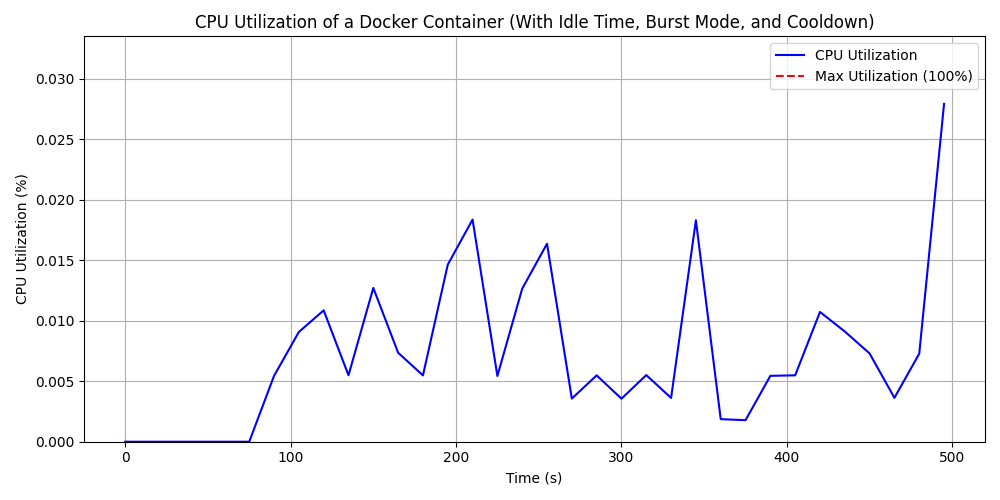 CPU Utilization of a Docker Container (With Idle Time, Burst Mode, and Cooldown)
CPU Utilization
Max Utilization (100%)
CPU Utilization (%)
0.030
0.025
0.020
0.015
0.010
0.005
0.000
0
100
200
300
400
500
Time (s)